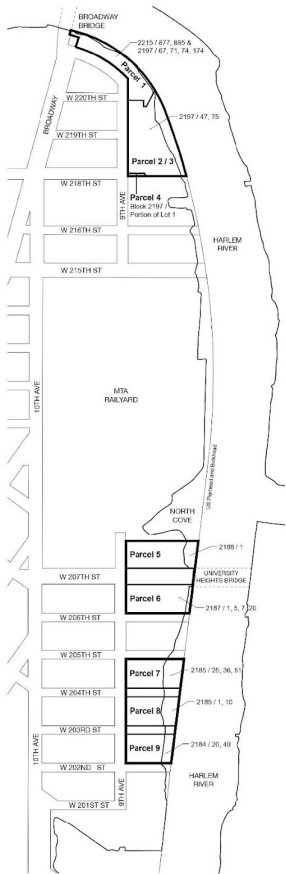 BROADWAY
BRIDGE
2215 / 877, 885 &
2197 / 67, 71, 74, 174
Parcel 1
W 220TH ST
BROADWAY
2197 / 47, 75
W 219TH ST
Parcel 2 / 3
W 218TH ST
9TH AVE
Parcel 4
Block 2197 /
Portion of Lot 1
W 216TH ST
HARLEM
RIVER
W 215TH ST
10TH AVE
MTA
RAILYARD
US Pierhead and Bulkhead
NORTH
COVE
Parcel 5
2188 / 1
W 207TH ST
UNIVERSITY
HEIGHTS BRIDGE
Parcel 6
2187 / 1, 5, 7, 20
W 206TH ST
W 205TH ST
Parcel 7
2185 / 25, 36, 51
W 204TH ST
Parcel 8
2185 / 1, 10
W 203RD ST
10TH AVE
Parcel 9
2184 / 20, 40
W 202ND ST
9TH AVE
HARLEM
RIVER
W 201ST ST